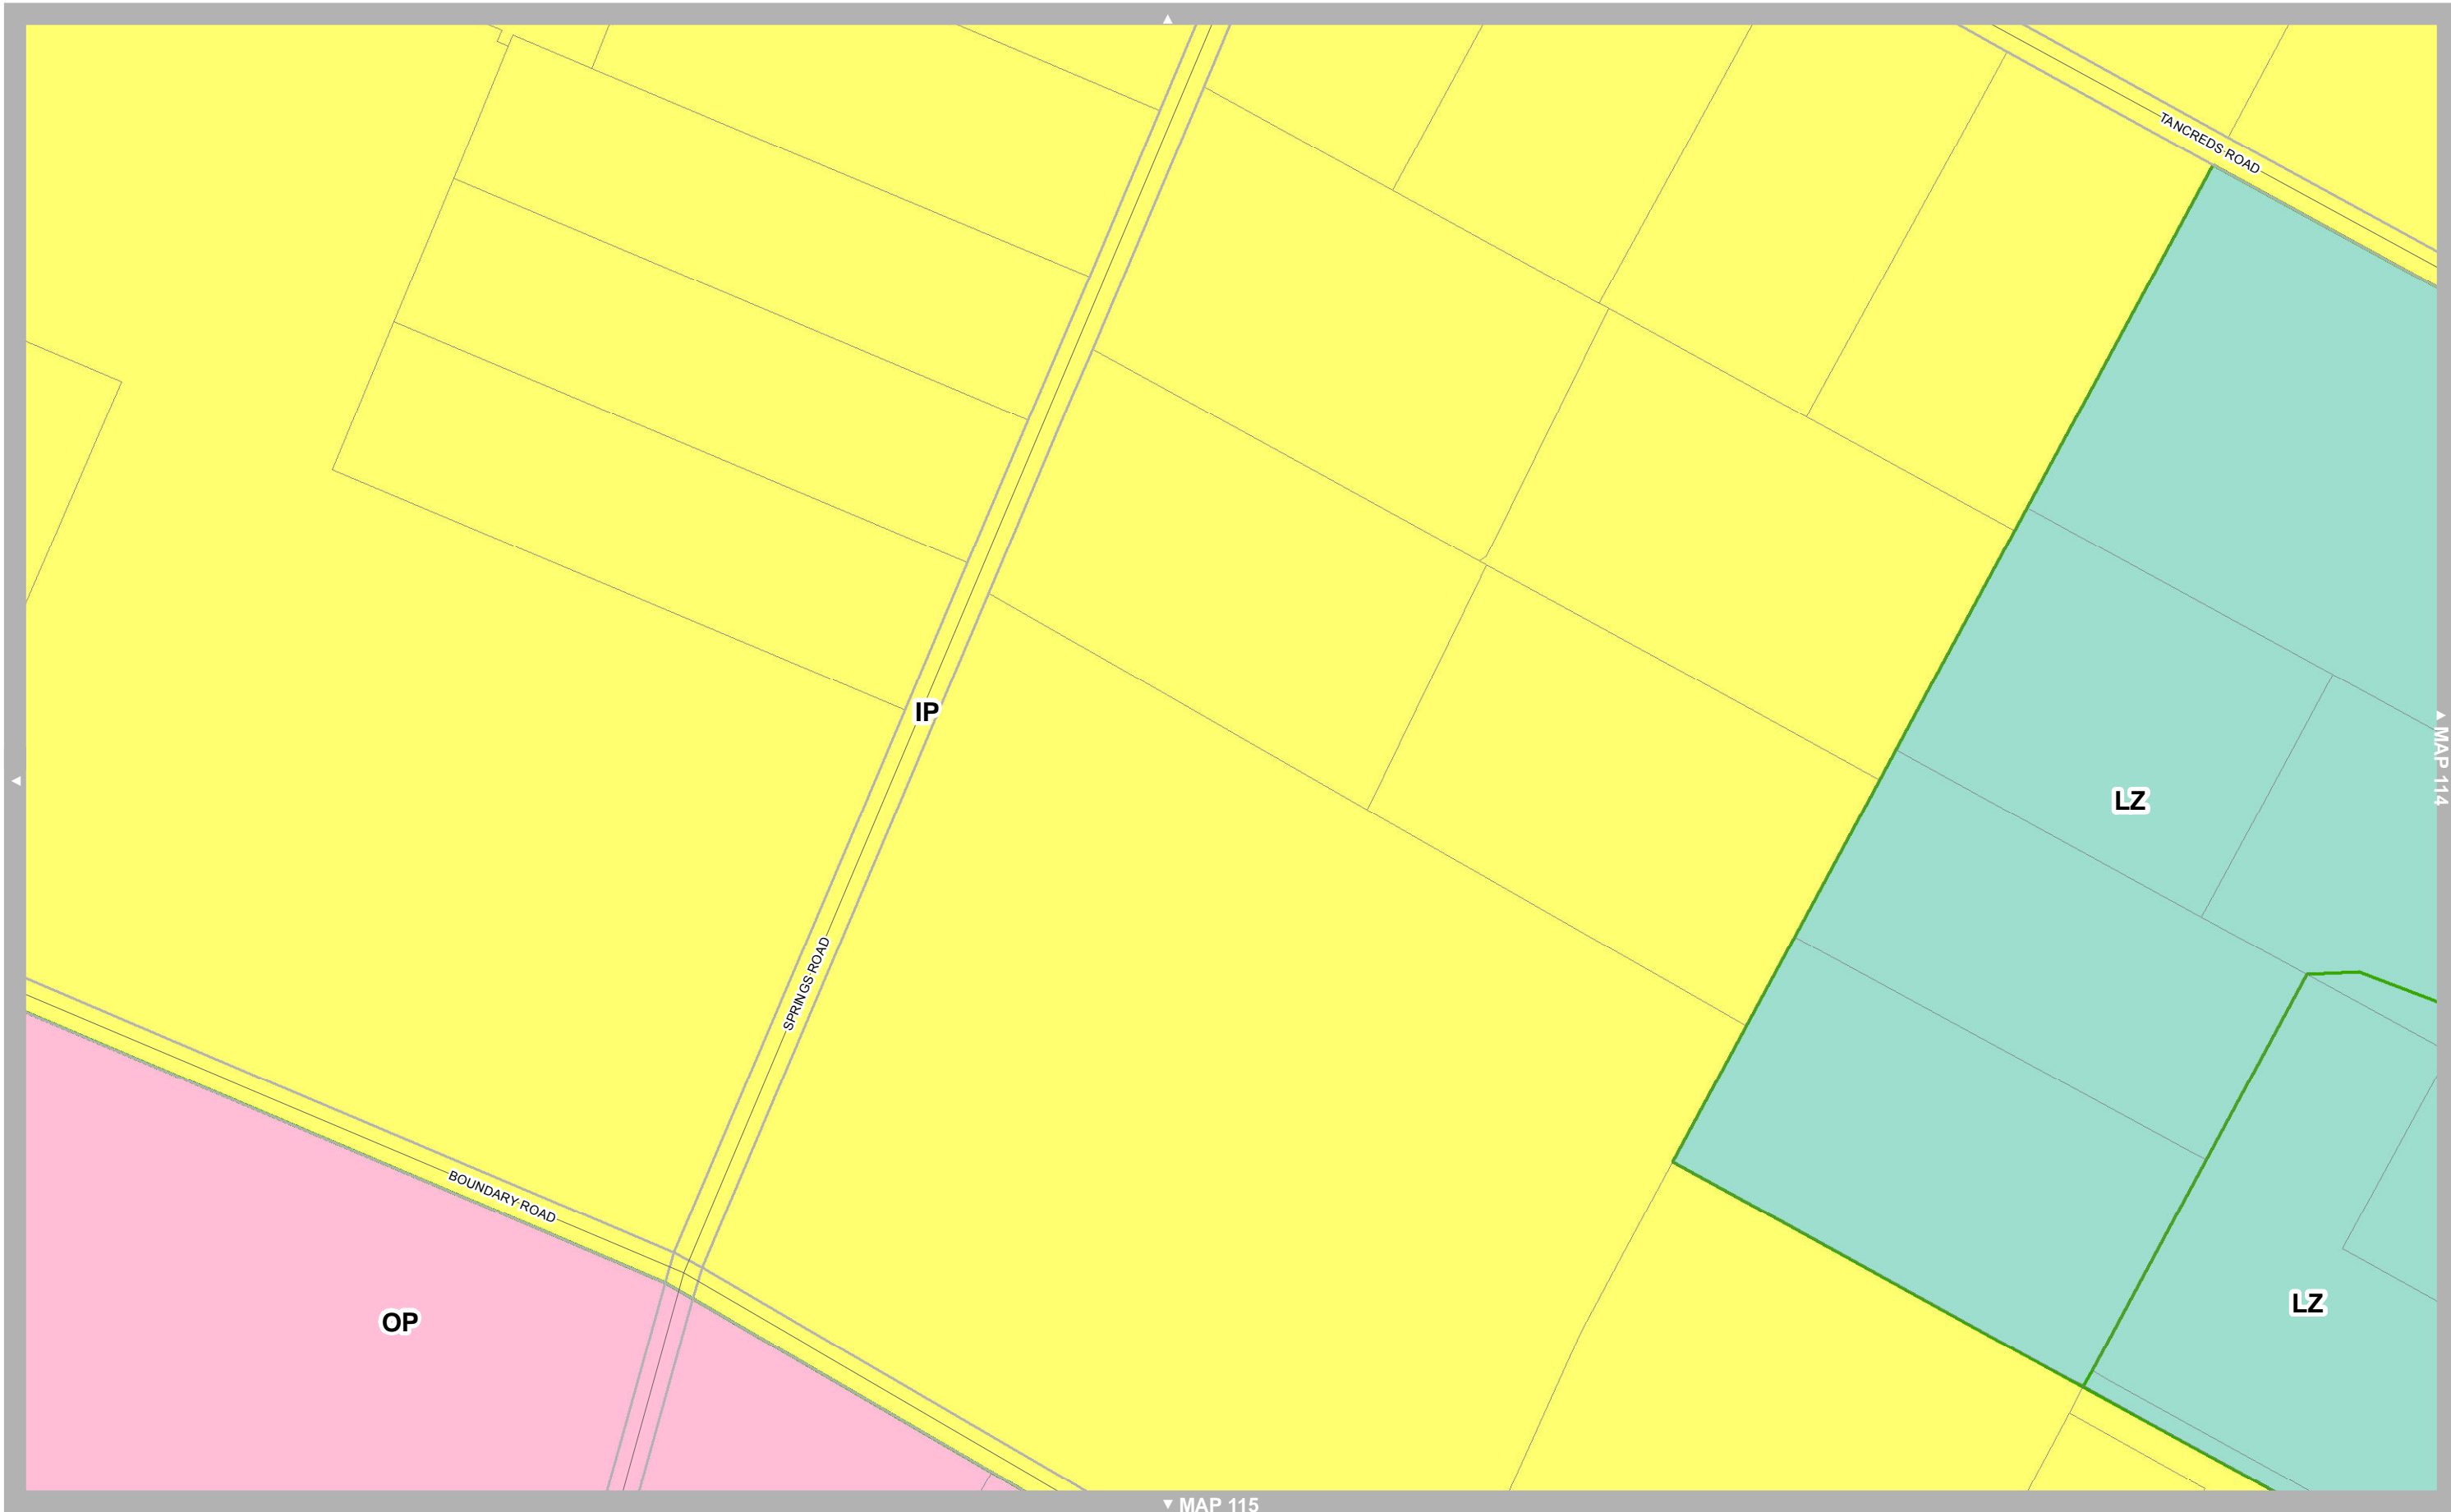 TANCREDS ROAD
IP
MAP 114
LZ
SPRINGS ROAD
BOUNDARY ROAD
LZ
OP
MAP 115